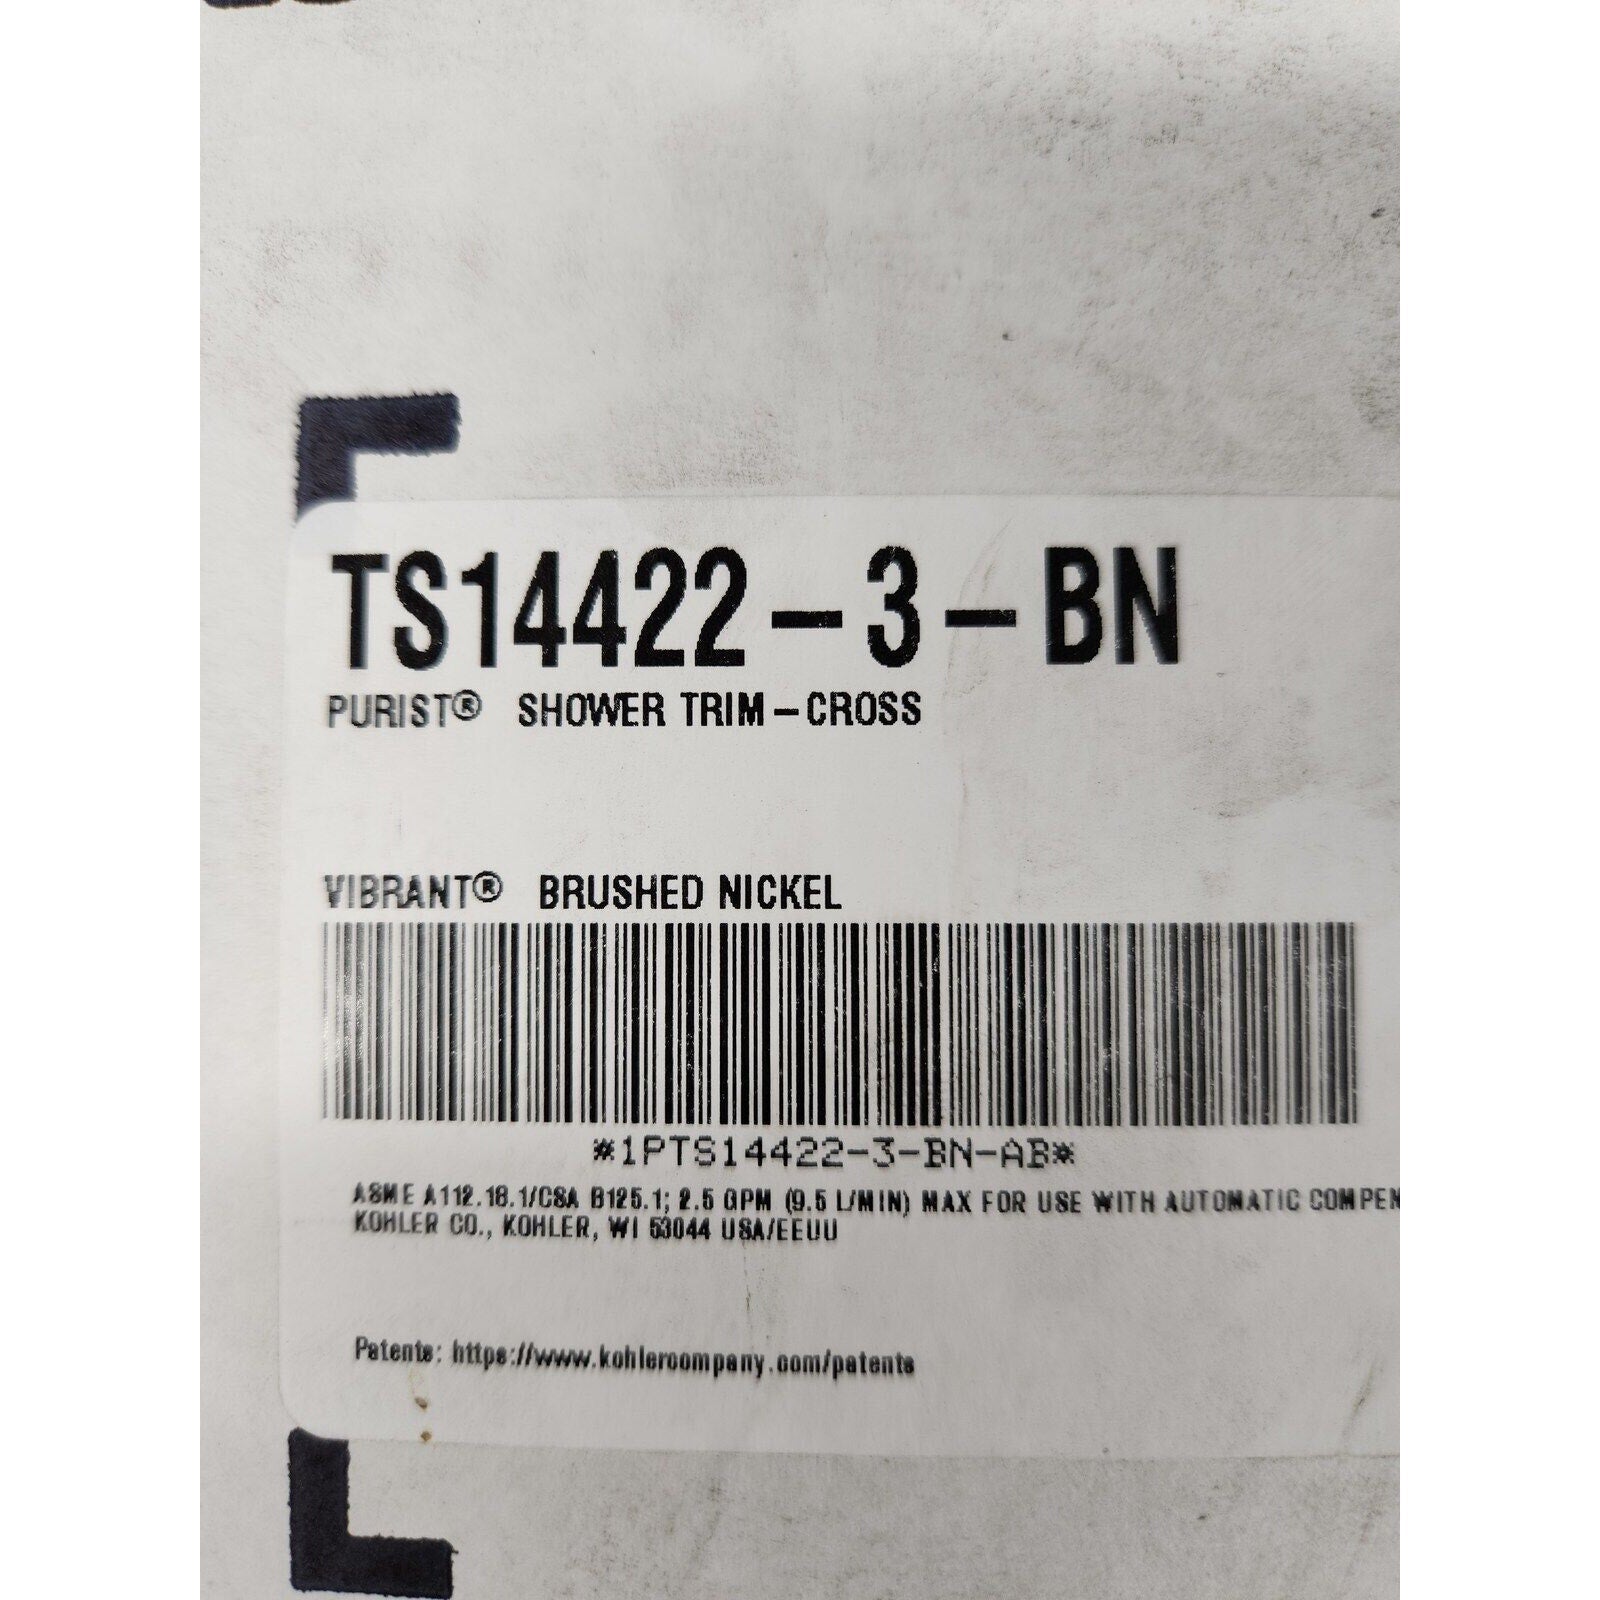 TS14422-3-BN
PURIST® SHOWER TRIM-CROSS
VIBRANT® BRUSHED NICKEL
*1PTS14422-3-BN-AB*
ASME A112.18.1/CSA B125.1; 2.5 GPM (9.5 L/MIN) MAX FOR USE WITH AUTOMATIC COMPEN
KOHLER CO., KOHLER, WI 53044 USA/EEUU
Patents: https://www.kohlercompany.com/patents